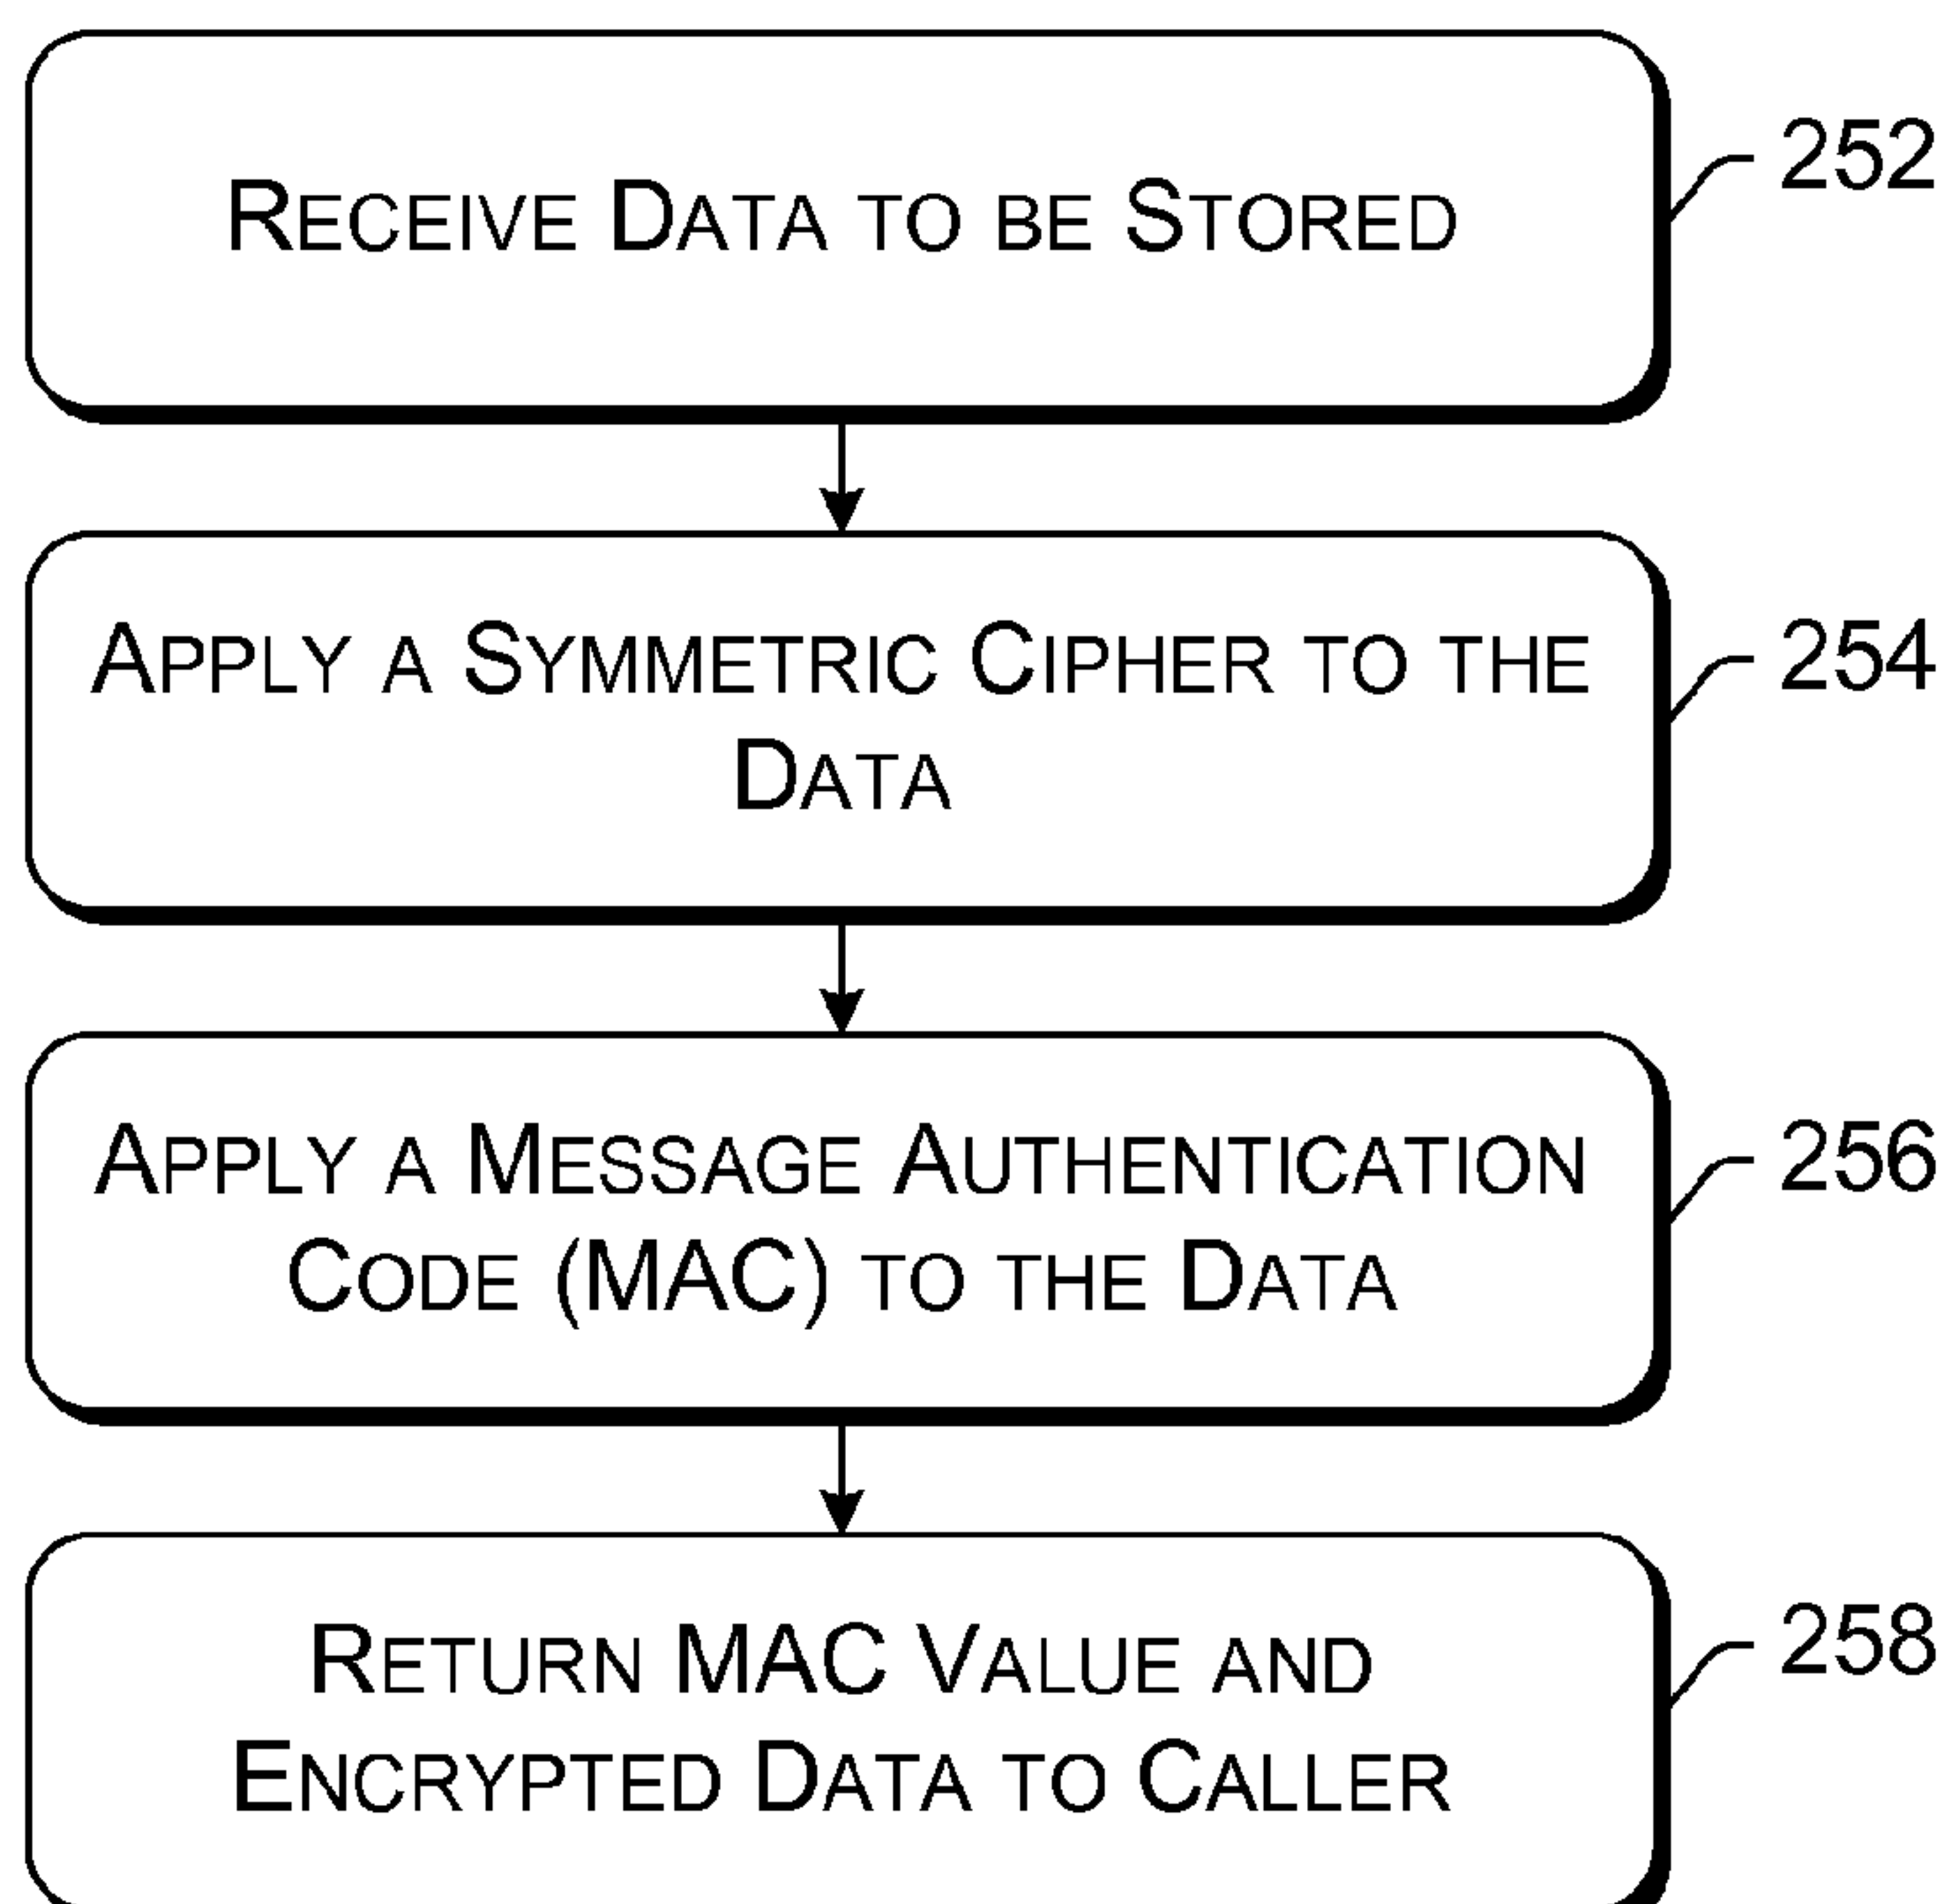 RECEIVE DATA TO BE STORED
252
APPLY A SYMMETRIC CIPHER TO THE
DATA
254
APPLY A MESSAGE AUTHENTICATION
CODE (MAC) TO THE DATA
256
RETURN MAC VALUE AND
ENCRYPTED DATA TO CALLER
258